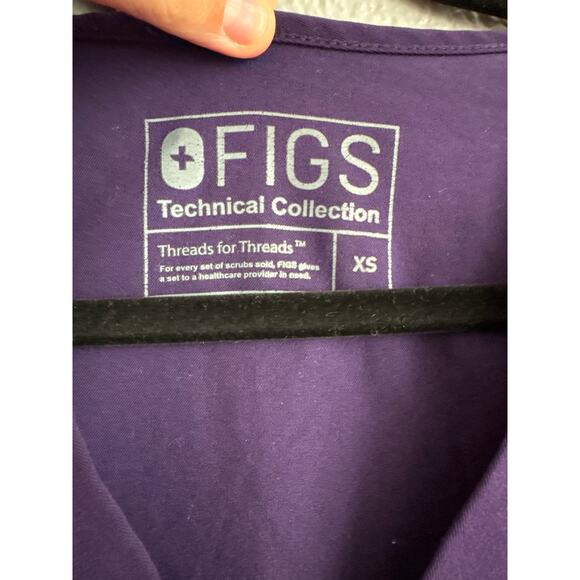 FIGS
Technical Collection
Threads for Threads™
For every set of scrubs sold, FIGS gives
a set to a healthcare provider in need.
XS